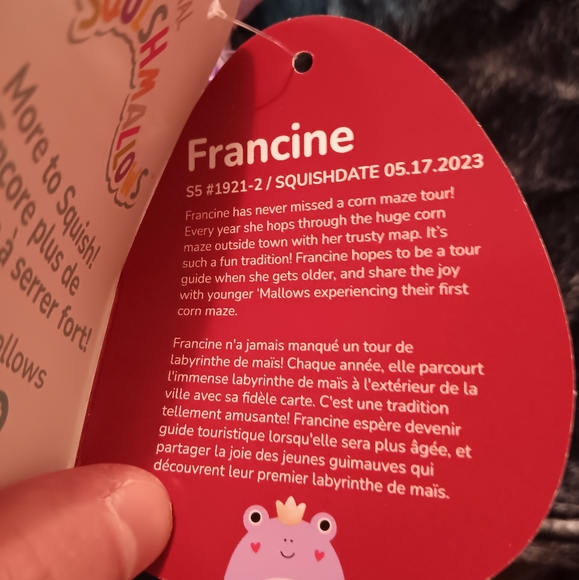 NAL
SQUISHMALLOWS
More to Squish!
Encore plus de
à serrer fort!
allows
Francine
S5 #1921-2 / SQUISHDATE 05.17.2023
Francine has never missed a corn maze tour!
Every year she hops through the huge corn
maze outside town with her trusty map. It's
such a fun tradition! Francine hopes to be a tour
guide when she gets older, and share the joy
with younger 'Mallows experiencing their first
corn maze.
Francine n'a jamais manqué un tour de
labyrinthe de maïs! Chaque année, elle parcourt
l'immense labyrinthe de maïs à l'extérieur de la
ville avec sa fidèle carte. C'est une tradition
tellement amusante! Francine espère devenir
guide touristique lorsqu'elle sera plus âgée, et
partager la joie des jeunes guimauves qui
découvrent leur premier labyrinthe de maïs.